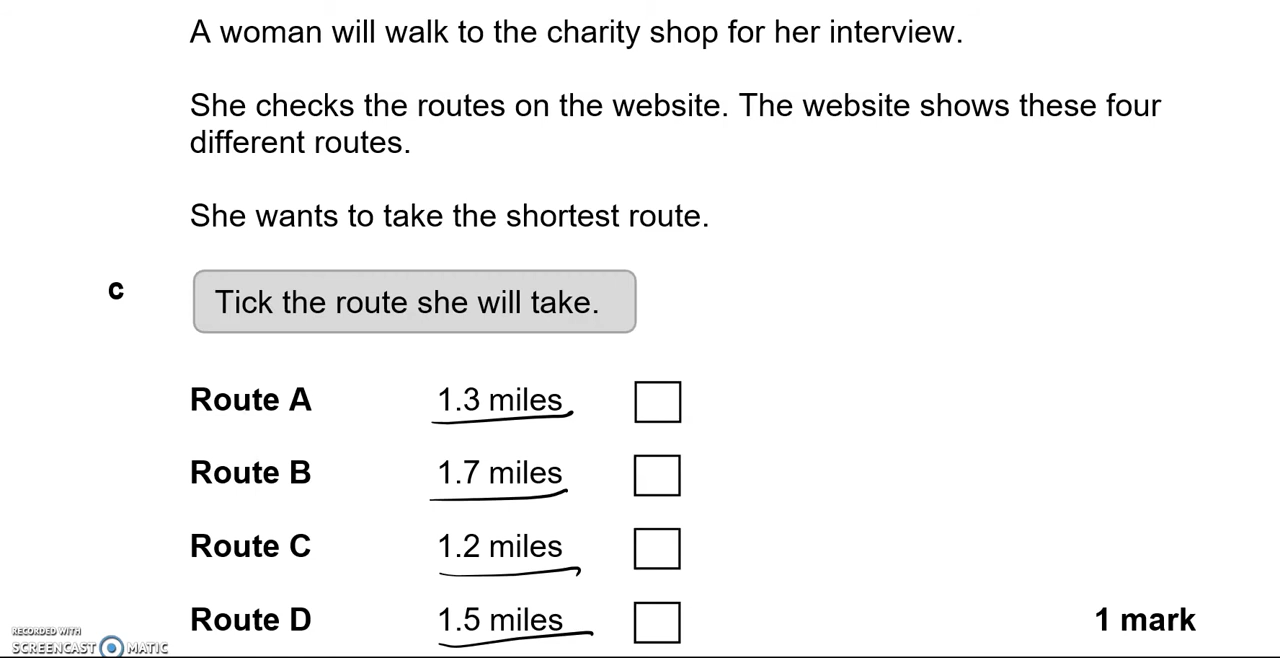 A woman will walk to the charity shop for her interview.
She checks the routes on the website. The website shows these four
different routes.
She wants to take the shortest route.
c Tick the route she will take.
Route A 1.3 miles
Route B 1.7 miles
Route C 1.2 miles
Route D 1.5 miles 1 mark
RECORDED WITH
SCREENCAST MATIC